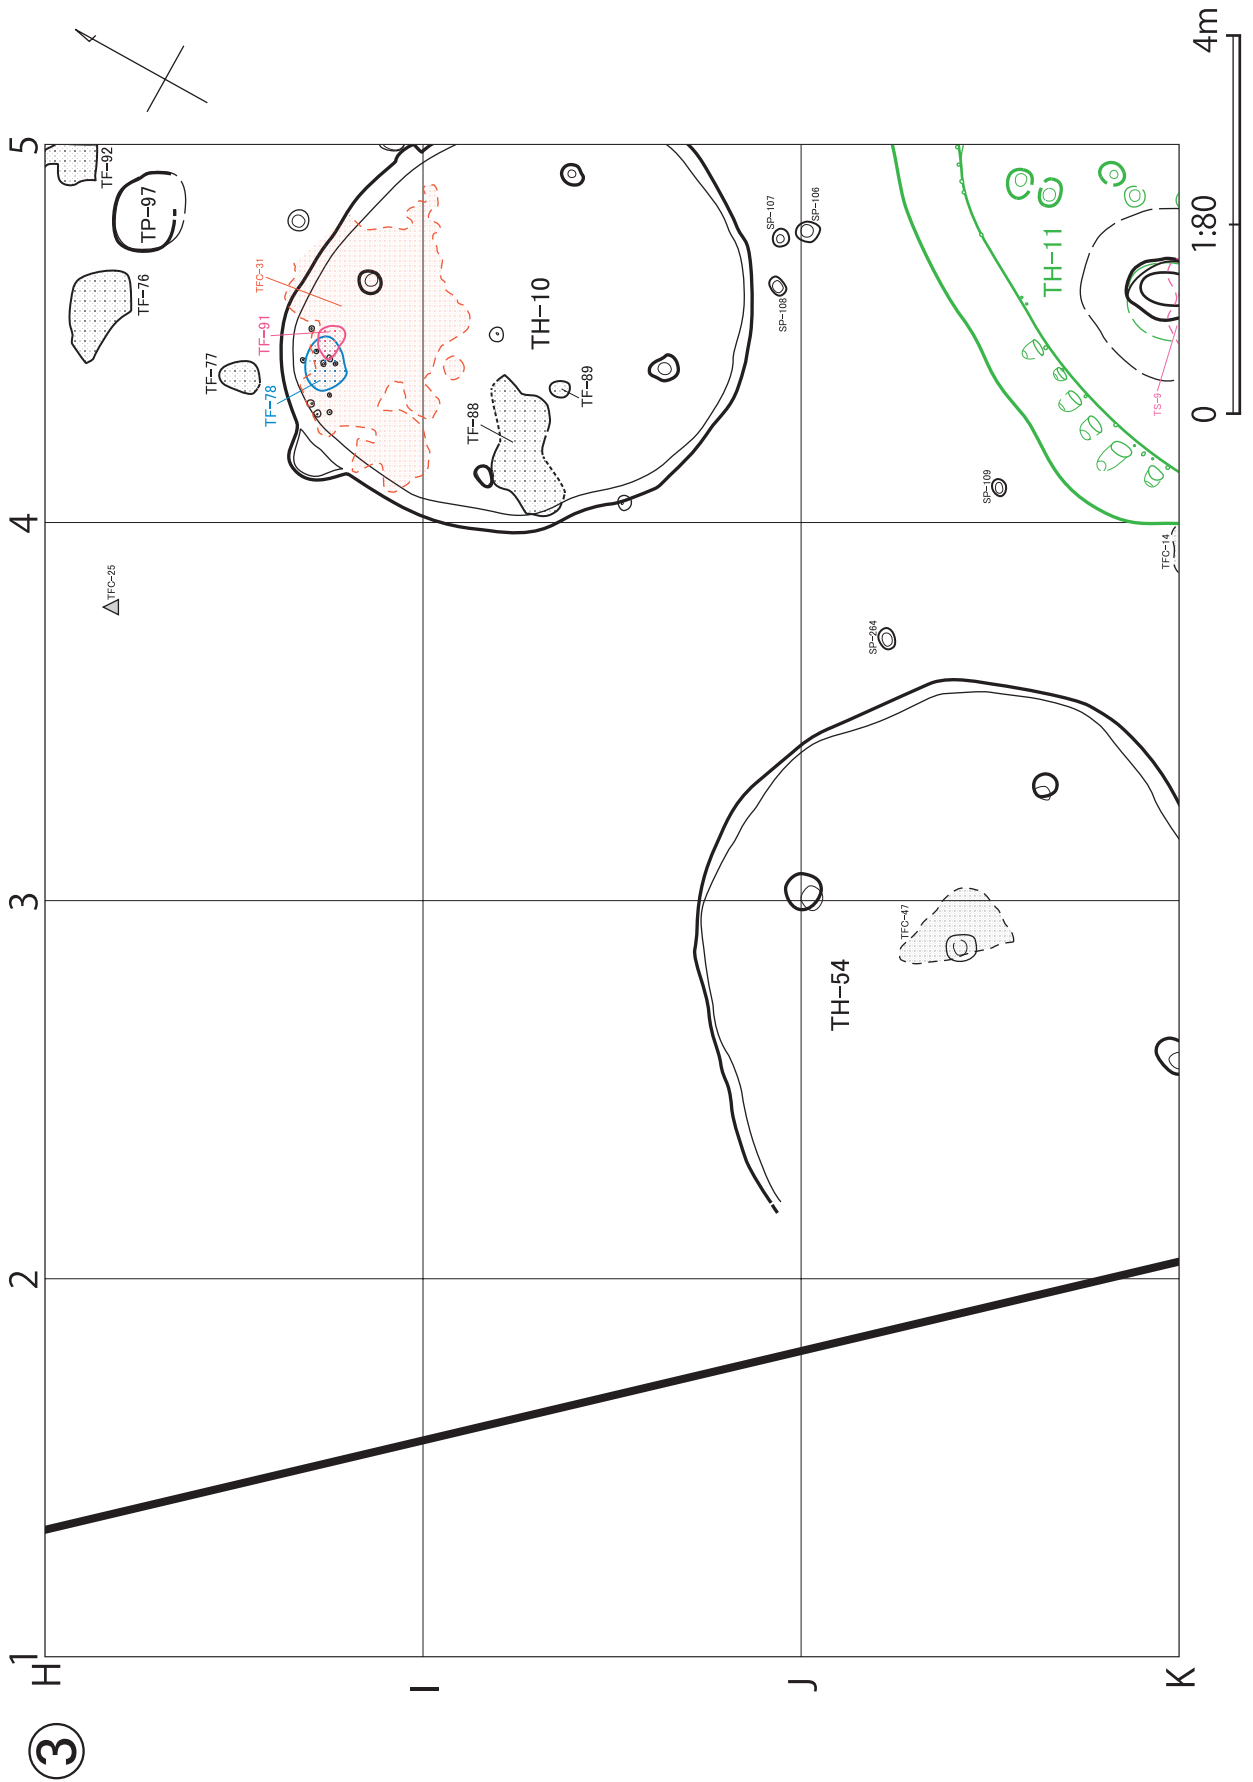 ③
1
2
3
4
5
H
I
J
K
TF-92
TP-97
TF-76
TF-77
TFC-31
TF-91
TF-78
TH-10
TF-88
TF-89
TFC-25
SP-107
SP-106
SP-108
TH-11
TS-9
SP-109
TFC-14
SP-264
TFC-47
TH-54
0
1:80
4m